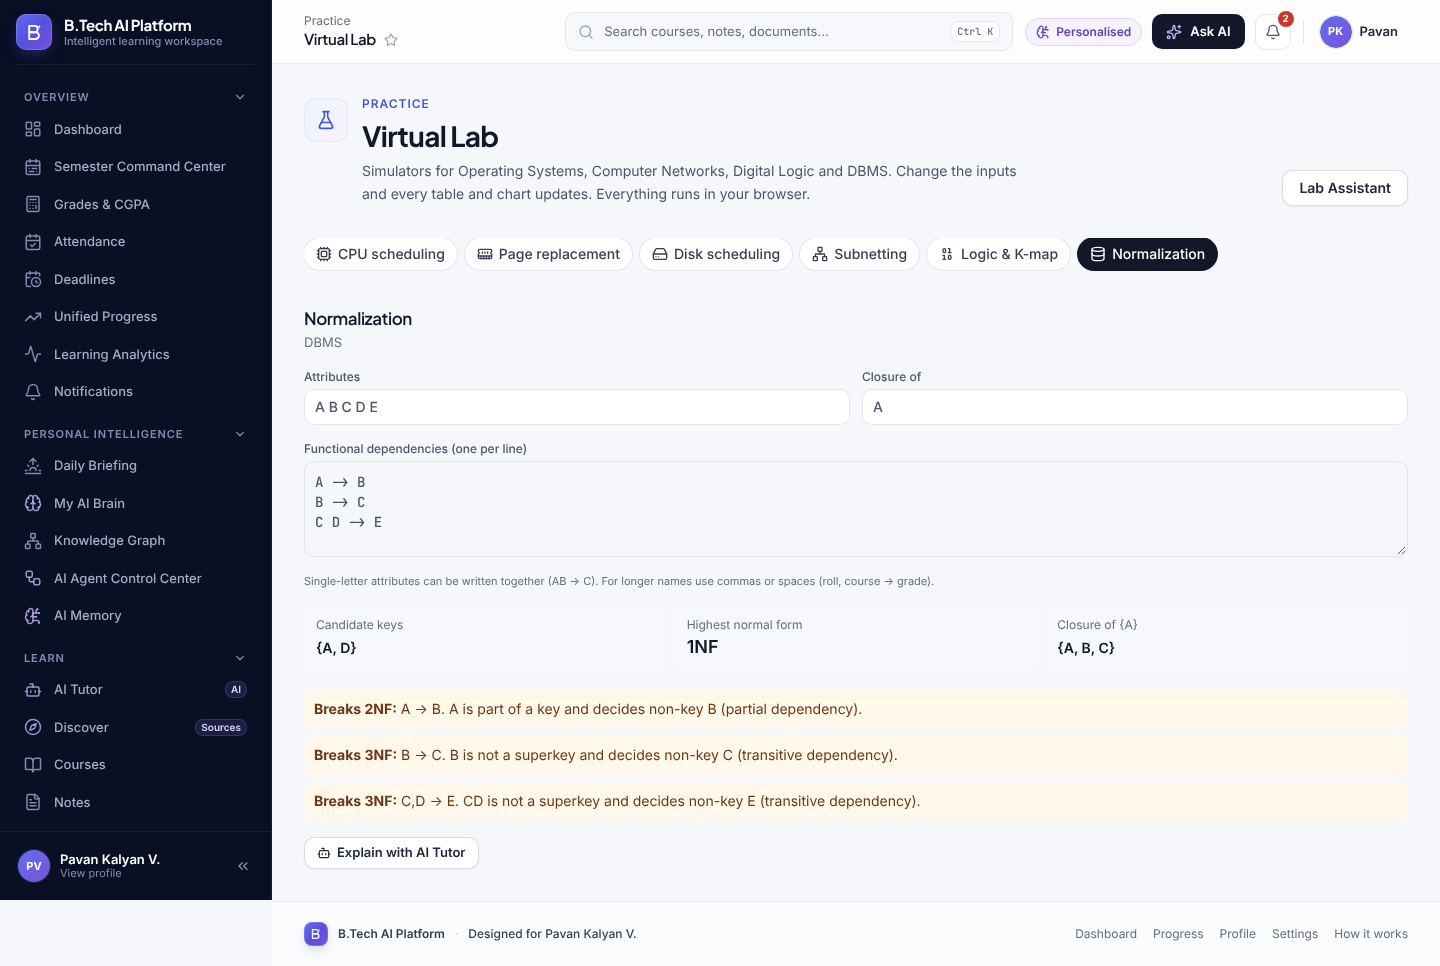 B.Tech AI Platform
Intelligent learning workspace
OVERVIEW
Dashboard
Semester Command Center
Grades & CGPA
Attendance
Deadlines
Unified Progress
Learning Analytics
Notifications
PERSONAL INTELLIGENCE
Daily Briefing
My AI Brain
Knowledge Graph
AI Agent Control Center
AI Memory
LEARN
AI Tutor AI
Discover Sources
Courses
Notes
PV Pavan Kalyan V.
View profile
Practice
Virtual Lab
Search courses, notes, documents... Ctrl K
Personalised
Ask AI
2
PK Pavan
PRACTICE
Virtual Lab
Simulators for Operating Systems, Computer Networks, Digital Logic and DBMS. Change the inputs
and every table and chart updates. Everything runs in your browser.
Lab Assistant
CPU scheduling Page replacement Disk scheduling Subnetting Logic & K-map Normalization
Normalization
DBMS
Attributes Closure of
A B C D E A
Functional dependencies (one per line)
A -> B
B -> C
C D -> E
Single-letter attributes can be written together (AB → C). For longer names use commas or spaces (roll, course → grade).
Candidate keys Highest normal form Closure of {A}
{A, D} 1NF {A, B, C}
Breaks 2NF: A → B. A is part of a key and decides non-key B (partial dependency).
Breaks 3NF: B → C. B is not a superkey and decides non-key C (transitive dependency).
Breaks 3NF: C,D → E. CD is not a superkey and decides non-key E (transitive dependency).
Explain with AI Tutor
B.Tech AI Platform · Designed for Pavan Kalyan V.
Dashboard Progress Profile Settings How it works